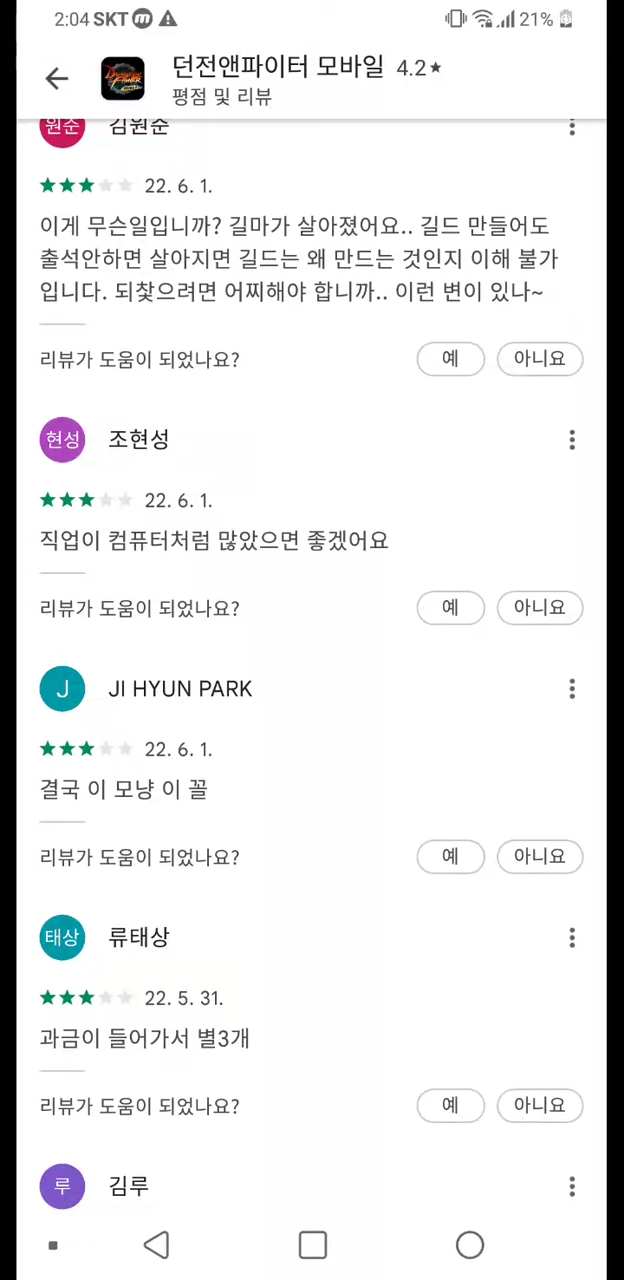 2:04 SKT m
21%
던전앤파이터 모바일 4.2★
평점 및 리뷰
원순 김원순
22. 6. 1.
이게 무슨일입니까? 길마가 살아졌어요.. 길드 만들어도
출석안하면 살아지면 길드는 왜 만드는 것인지 이해 불가
입니다. 되찿으려면 어찌해야 합니까.. 이런 변이 있나~
리뷰가 도움이 되었나요? 예 아니요
현성 조현성
22. 6. 1.
직업이 컴퓨터처럼 많았으면 좋겠어요
리뷰가 도움이 되었나요? 예 아니요
J JI HYUN PARK
22. 6. 1.
결국 이 모냥 이 꼴
리뷰가 도움이 되었나요? 예 아니요
태상 류태상
22. 5. 31.
과금이 들어가서 별3개
리뷰가 도움이 되었나요? 예 아니요
루 김루